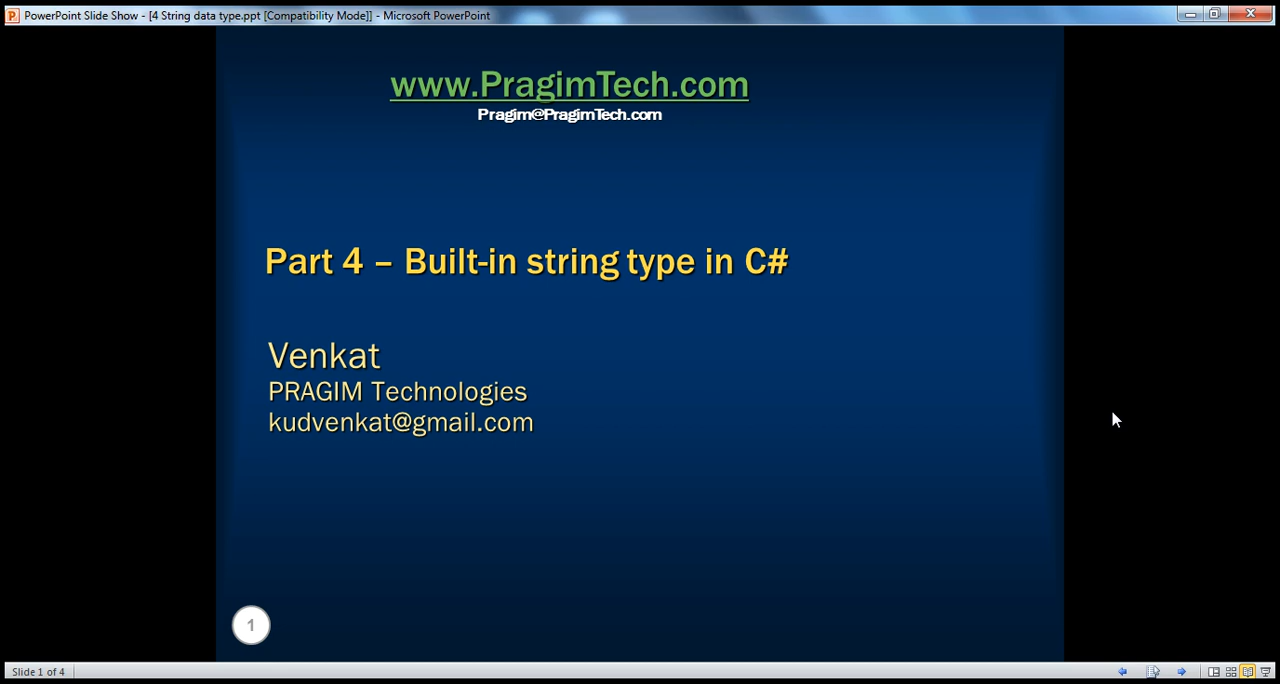 PowerPoint Slide Show - [4 String data type.ppt [Compatibility Mode]] - Microsoft PowerPoint
www.PragimTech.com
Pragim@PragimTech.com
Part 4 – Built-in string type in C#
Venkat
PRAGIM Technologies
kudvenkat@gmail.com
1
Slide 1 of 4